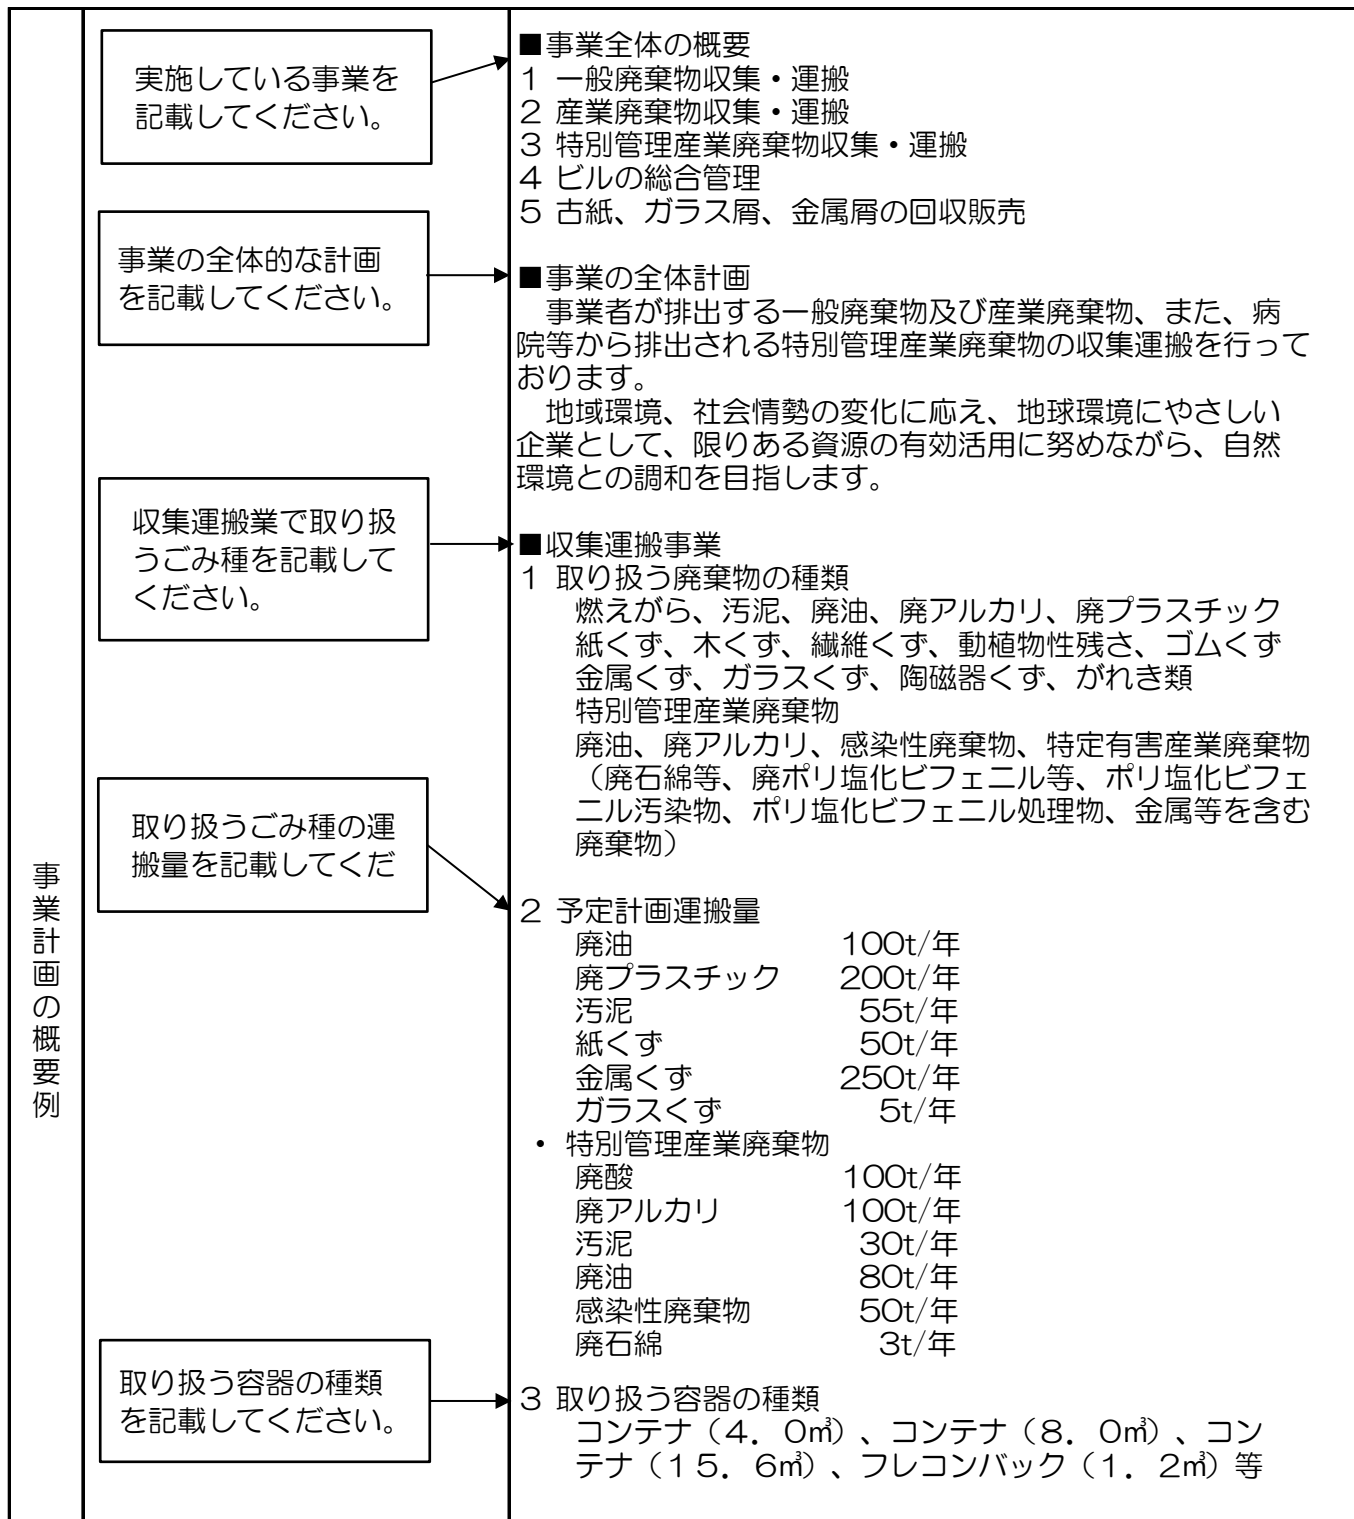 事業計画の概要例
実施している事業を
記載してください。
■事業全体の概要
１ 一般廃棄物収集・運搬
２ 産業廃棄物収集・運搬
３ 特別管理産業廃棄物収集・運搬
４ ビルの総合管理
５ 古紙、ガラス屑、金属屑の回収販売
事業の全体的な計画
を記載してください。
■事業の全体計画
　事業者が排出する一般廃棄物及び産業廃棄物、また、病
院等から排出される特別管理産業廃棄物の収集運搬を行って
おります。
　地域環境、社会情勢の変化に応え、地球環境にやさしい
企業として、限りある資源の有効活用に努めながら、自然
環境との調和を目指します。
収集運搬業で取り扱
うごみ種を記載して
ください。
■収集運搬事業
１ 取り扱う廃棄物の種類
燃えがら、汚泥、廃油、廃アルカリ、廃プラスチック
紙くず、木くず、繊維くず、動植物性残さ、ゴムくず
金属くず、ガラスくず、陶磁器くず、がれき類
特別管理産業廃棄物
廃油、廃アルカリ、感染性廃棄物、特定有害産業廃棄物
（廃石綿等、廃ポリ塩化ビフェニル等、ポリ塩化ビフェ
ニル汚染物、ポリ塩化ビフェニル処理物、金属等を含む
廃棄物）
取り扱うごみ種の運
搬量を記載してくだ
２ 予定計画運搬量
廃油 100t/年
廃プラスチック 200t/年
汚泥 55t/年
紙くず 50t/年
金属くず 250t/年
ガラスくず 5t/年
・ 特別管理産業廃棄物
廃酸 100t/年
廃アルカリ 100t/年
汚泥 30t/年
廃油 80t/年
感染性廃棄物 50t/年
廃石綿 3t/年
取り扱う容器の種類
を記載してください。
３ 取り扱う容器の種類
コンテナ（４．０㎥）、コンテナ（８．０㎥）、コン
テナ（１５．６㎥）、フレコンバック（１．２㎥）等